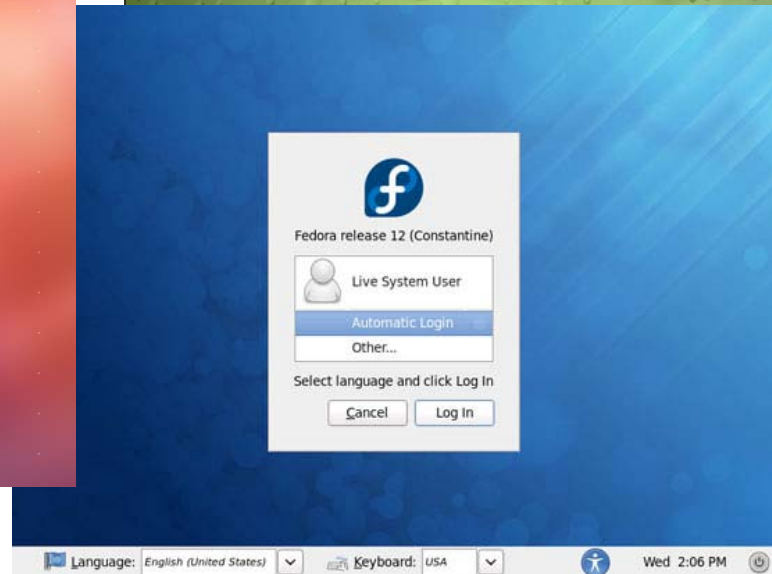 Fedora release 12 (Constantine)
Live System User
Automatic Login
Other...
Select language and click Log In
Cancel Log In
Language: English (United States) Keyboard: USA Wed 2:06 PM